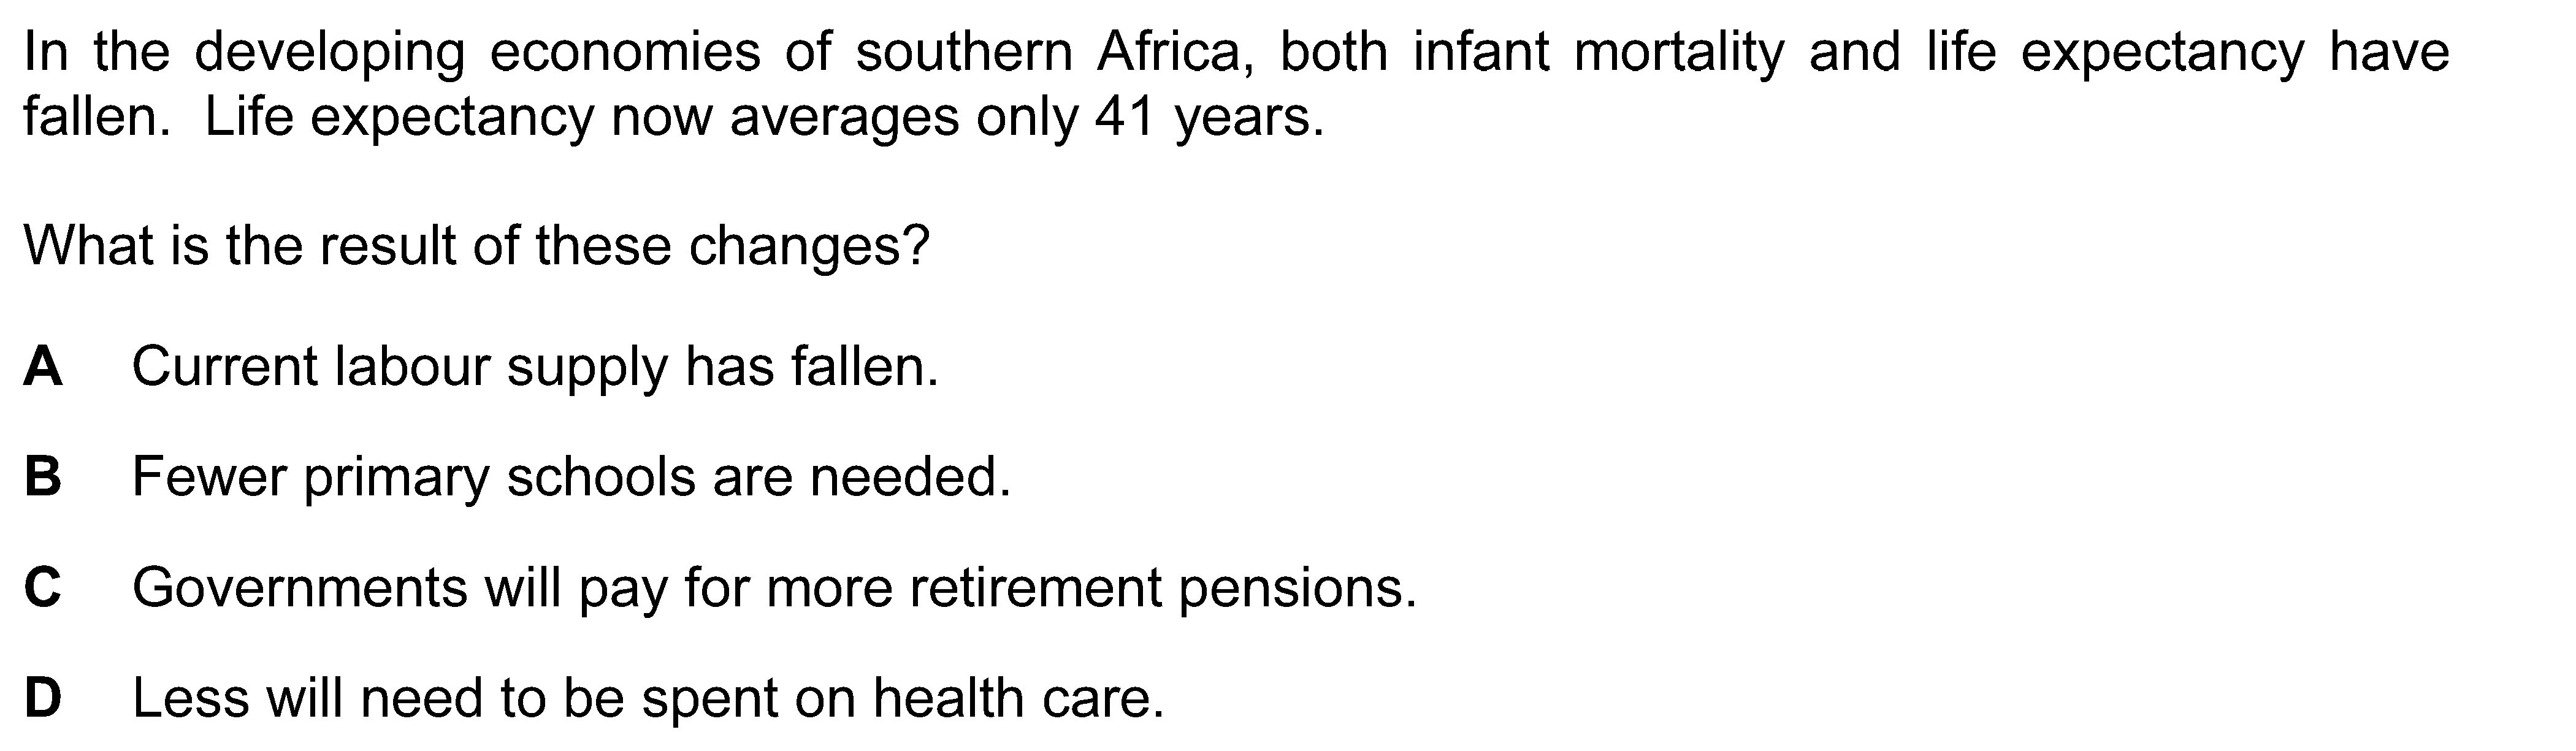 In the developing economies of southern Africa, both infant mortality and life expectancy have
fallen. Life expectancy now averages only 41 years.
What is the result of these changes?
A Current labour supply has fallen.
B Fewer primary schools are needed.
C Governments will pay for more retirement pensions.
D Less will need to be spent on health care.